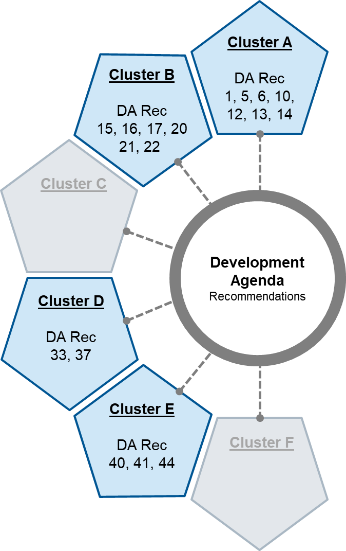 Cluster A
DA Rec
1, 5, 6, 10,
12, 13, 14
Cluster B
DA Rec
15, 16, 17, 20
21, 22
Cluster C
Development
Agenda
Recommendations
Cluster D
DA Rec
33, 37
Cluster E
DA Rec
40, 41, 44
Cluster F